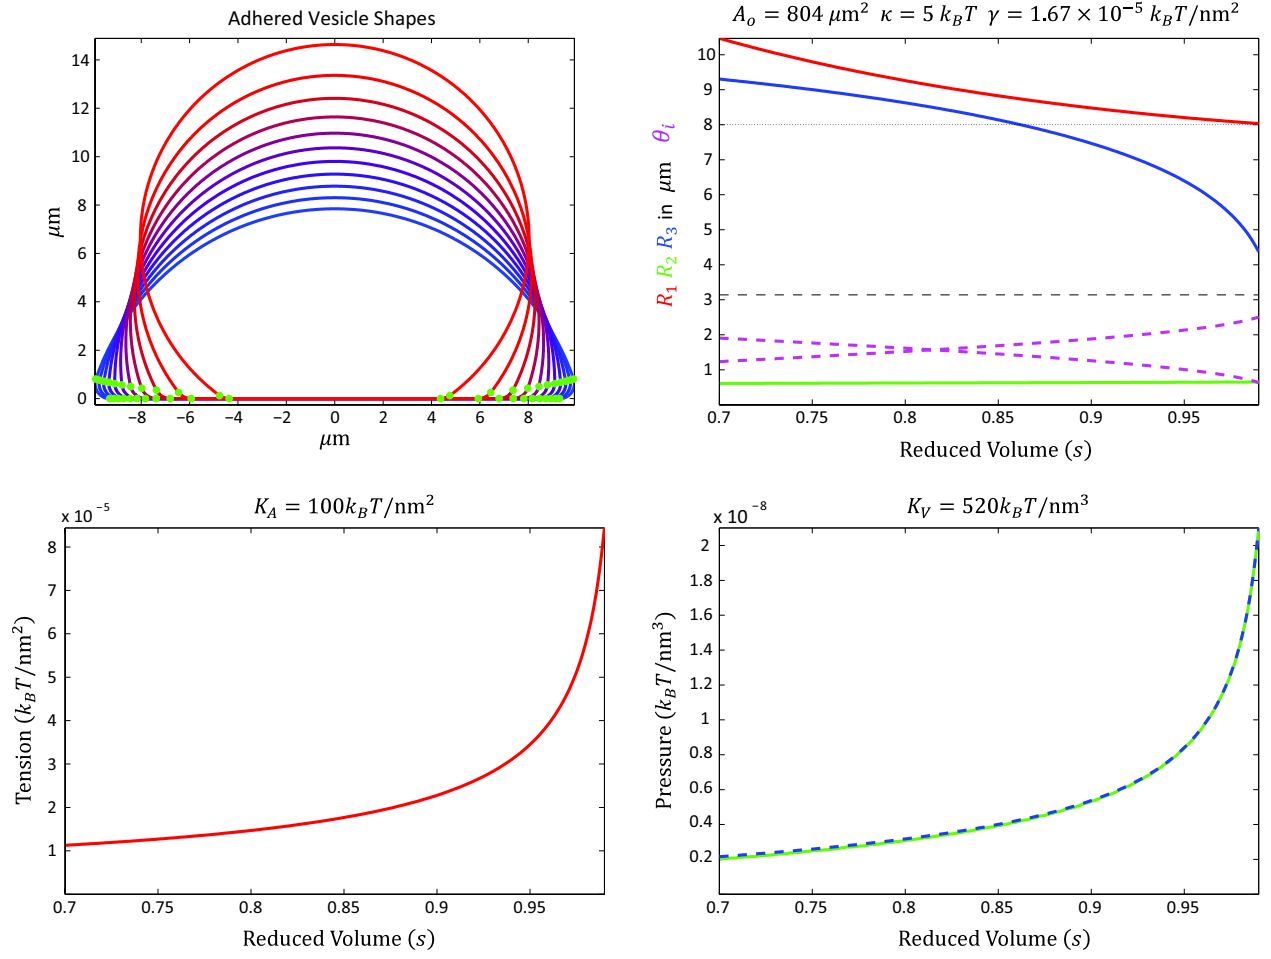 Adhered Vesicle Shapes
14
12
10
8
6
4
2
0
μm
−8 −6 −4 −2 0 2 4 6 8
μm
A_o = 804 μm² κ = 5 k_BT γ = 1.67 × 10⁻⁵ k_BT/nm²
10
9
8
7
6
5
4
3
2
1
R₁ R₂ R₃ in μm θ_i
0.7 0.75 0.8 0.85 0.9 0.95
Reduced Volume (s)
K_A = 100k_BT/nm²
x 10⁻⁵
8
7
6
5
4
3
2
1
Tension (k_BT/nm²)
0.7 0.75 0.8 0.85 0.9 0.95
Reduced Volume (s)
K_V = 520k_BT/nm³
x 10⁻⁸
2
1.8
1.6
1.4
1.2
1
0.8
0.6
0.4
0.2
Pressure (k_BT/nm³)
0.7 0.75 0.8 0.85 0.9 0.95
Reduced Volume (s)